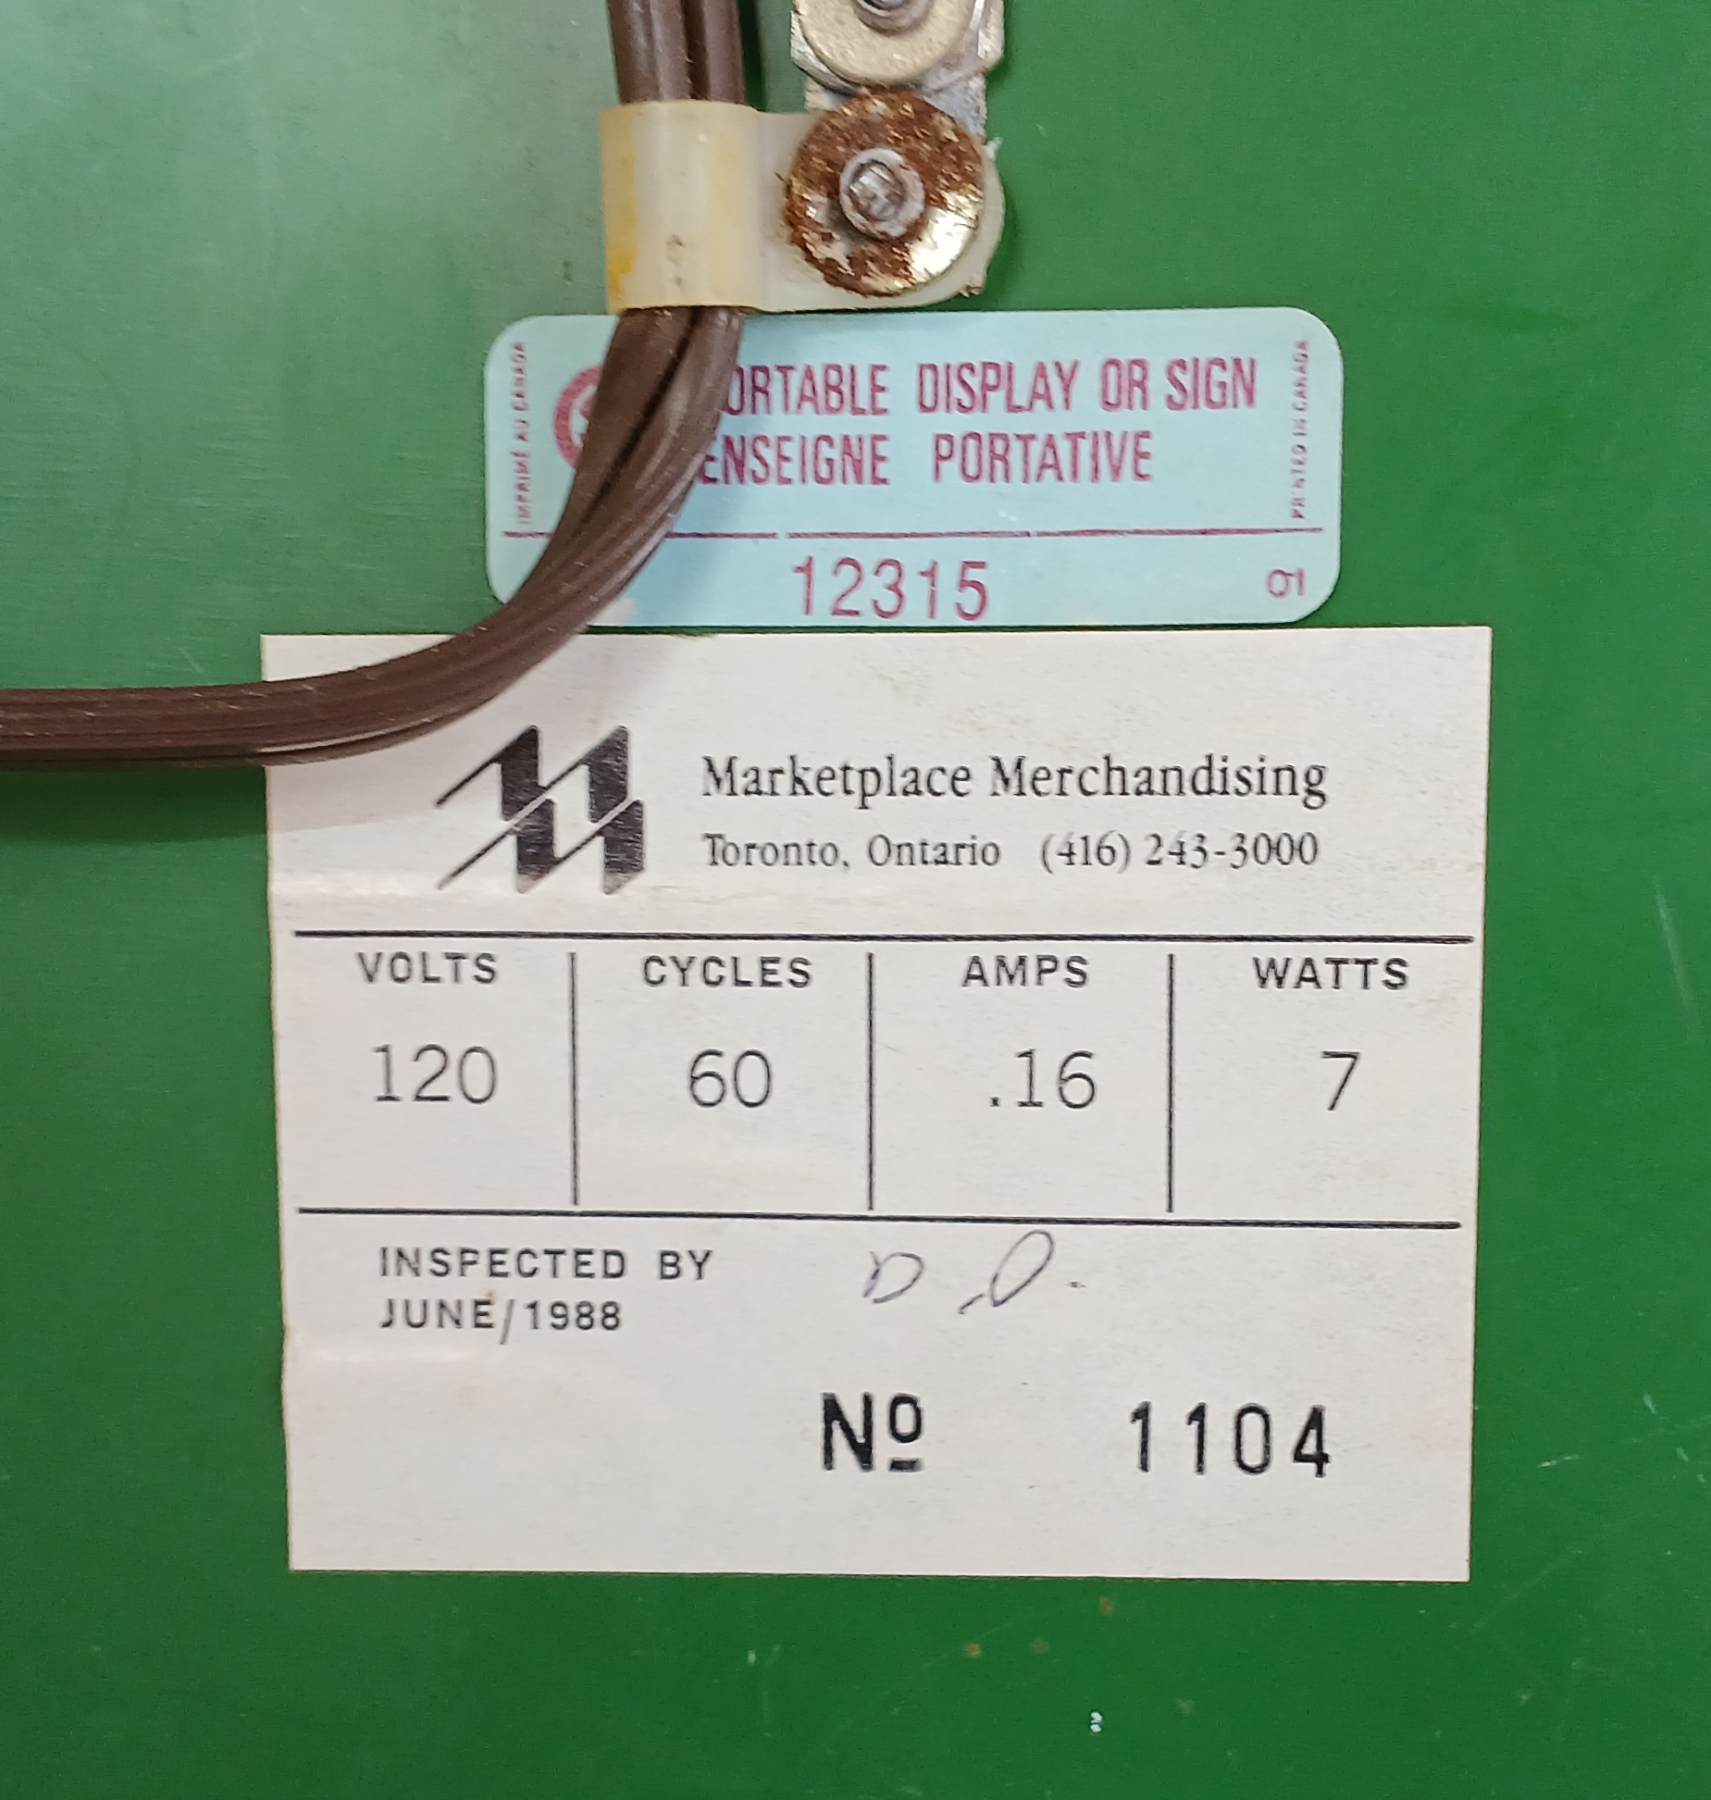 IMPRIMÉ AU CANADA
ORTABLE DISPLAY OR SIGN
ENSEIGNE PORTATIVE
PRINTED IN CANADA
12315
01
Marketplace Merchandising
Toronto, Ontario (416) 243-3000
VOLTS CYCLES AMPS WATTS
120 60 .16 7
INSPECTED BY
JUNE/1988
Nº 1104